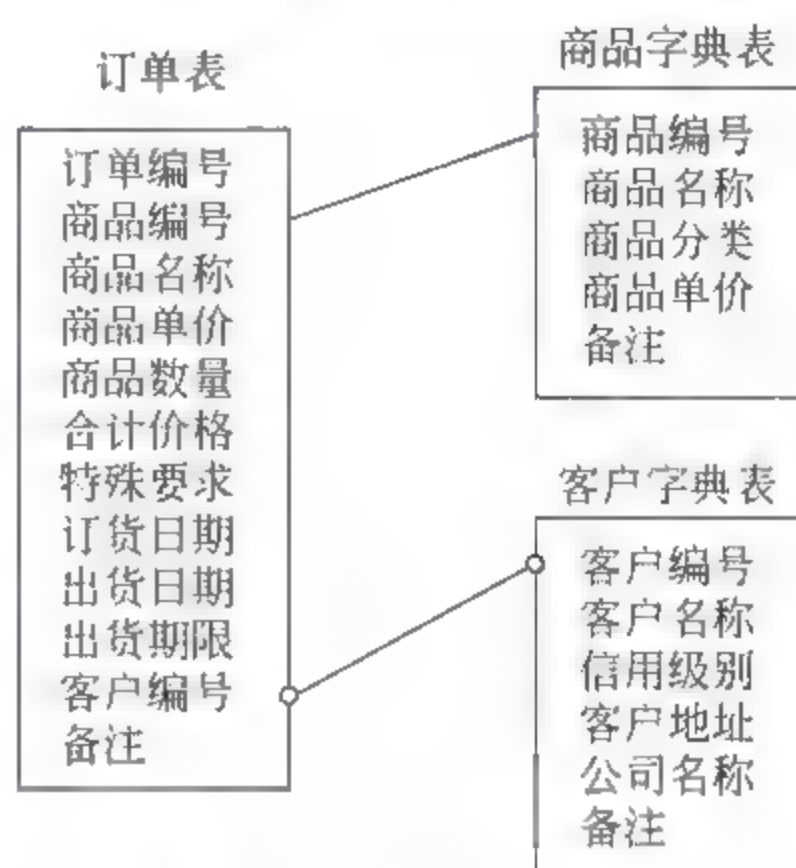 订单表
订单编号
商品编号
商品名称
商品单价
商品数量
合计价格
特殊要求
订货日期
出货日期
出货期限
客户编号
备注
商品字典表
商品编号
商品名称
商品分类
商品单价
备注
客户字典表
客户编号
客户名称
信用级别
客户地址
公司名称
备注